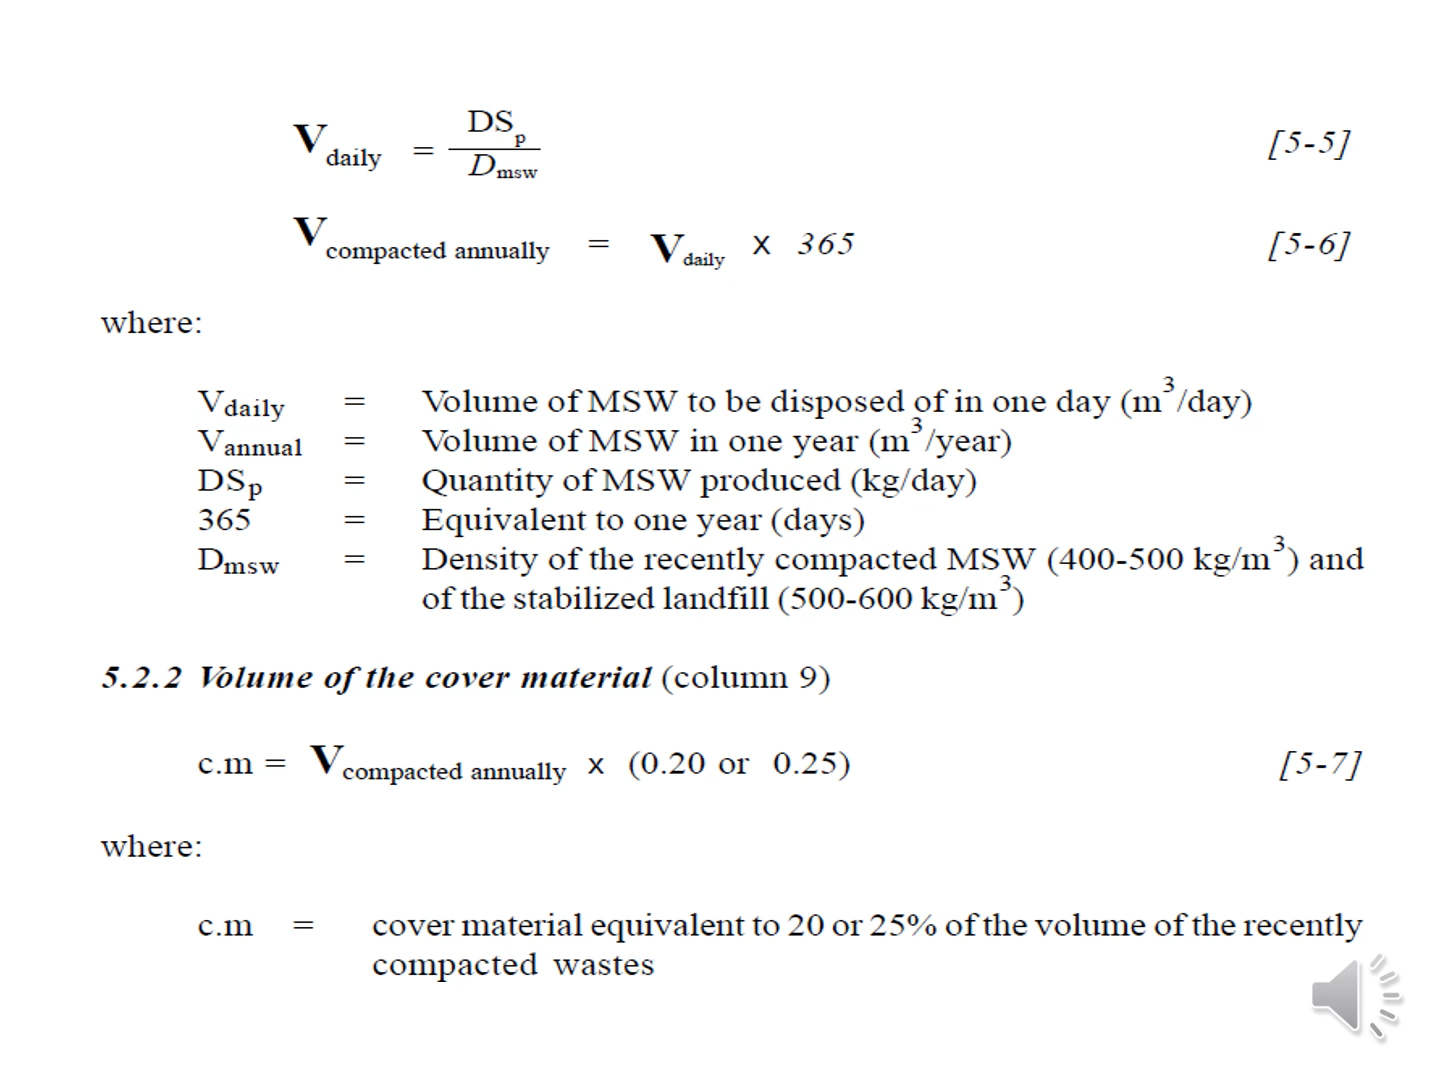 V daily = DSp / Dmsw [5-5]
V compacted annually = V daily x 365 [5-6]
where:
Vdaily = Volume of MSW to be disposed of in one day (m³/day)
Vannual = Volume of MSW in one year (m³/year)
DSp = Quantity of MSW produced (kg/day)
365 = Equivalent to one year (days)
Dmsw = Density of the recently compacted MSW (400-500 kg/m³) and
of the stabilized landfill (500-600 kg/m³)
5.2.2 Volume of the cover material (column 9)
c.m = V compacted annually x (0.20 or 0.25) [5-7]
where:
c.m = cover material equivalent to 20 or 25% of the volume of the recently
compacted wastes